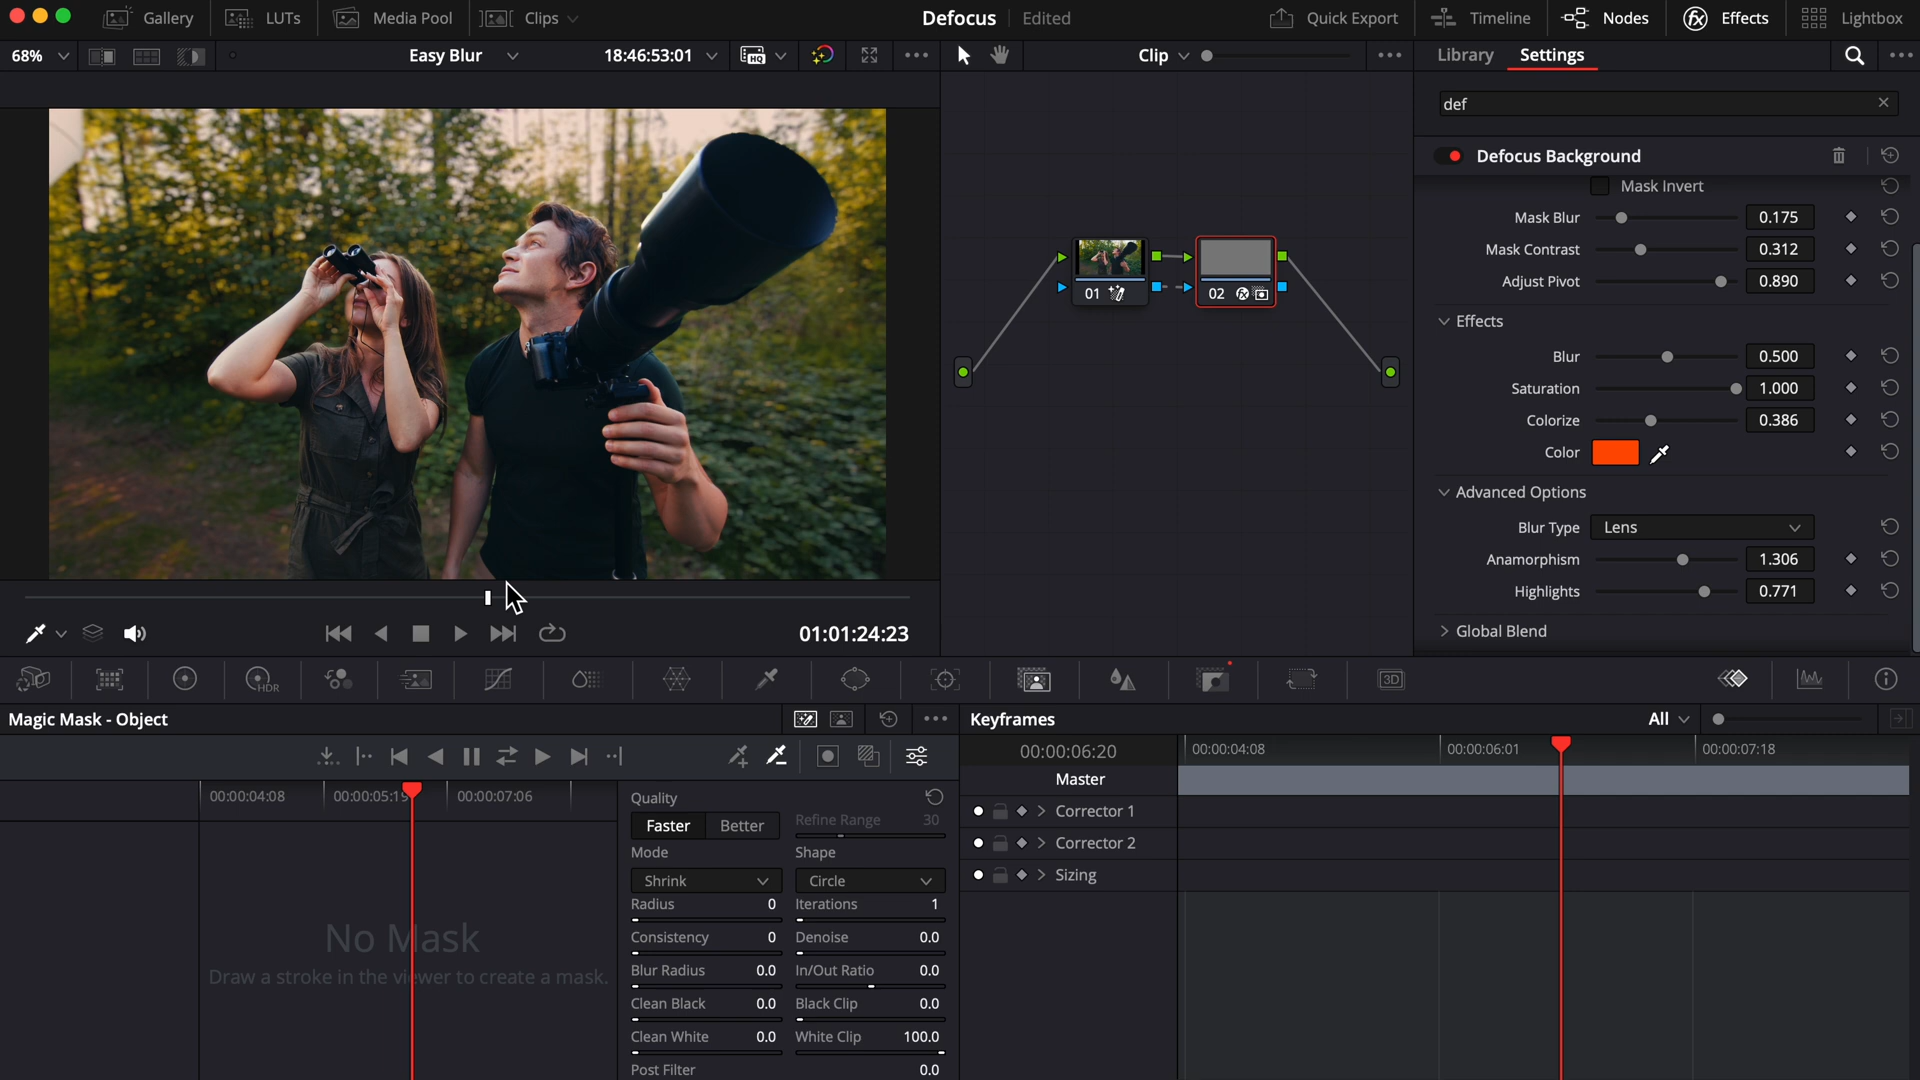 Gallery LUTs Media Pool Clips Defocus Edited Quick Export Timeline Nodes Effects Lightbox
68% Easy Blur 18:46:53:01 HQ Clip Library Settings
def
Defocus Background
Mask Invert
Mask Blur 0.175
Mask Contrast 0.312
Adjust Pivot 0.890
01
02
Effects
Blur 0.500
Saturation 1.000
Colorize 0.386
Color
Advanced Options
Blur Type Lens
Anamorphism 1.306
Highlights 0.771
Global Blend
01:01:24:23
HDR
3D
Magic Mask - Object
00:00:04:08 00:00:05:19 00:00:07:06
No Mask
Draw a stroke in the viewer to create a mask.
Quality
Faster Better Refine Range 30
Mode Shape
Shrink Circle
Radius 0 Iterations 1
Consistency 0 Denoise 0.0
Blur Radius 0.0 In/Out Ratio 0.0
Clean Black 0.0 Black Clip 0.0
Clean White 0.0 White Clip 100.0
Post Filter 0.0
Keyframes All
00:00:06:20 00:00:04:08 00:00:06:01 00:00:07:18
Master
Corrector 1
Corrector 2
Sizing